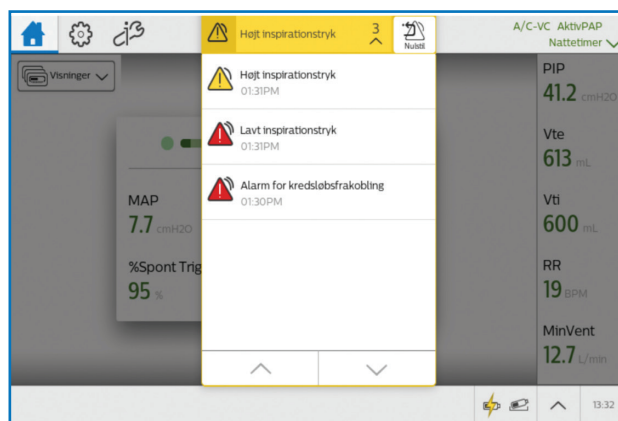 Højt inspirationstryk
3
Nulstil
A/C-VC AktivPAP
Nattetimer
Visninger
Højt inspirationstryk
01:31PM
Lavt inspirationstryk
01:31PM
Alarm for kredsløbsfrakobling
01:30PM
MAP
7.7 cmH2O
%Spont Trig
95 %
PIP
41.2 cmH2O
Vte
613 mL
Vti
600 mL
RR
19 BPM
MinVent
12.7 L/min
13:32